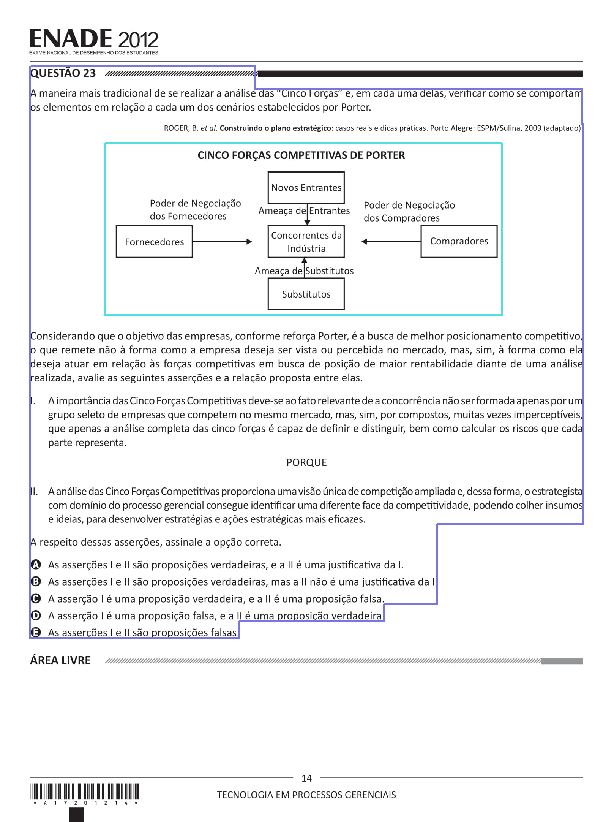 ENADE 2012
EXAME NACIONAL DE DESEMPENHO DOS ESTUDANTES
QUESTÃO 23
A maneira mais tradicional de se realizar a análise das “Cinco Forças” é, em cada uma delas, verificar como se comportam
os elementos em relação a cada um dos cenários estabelecidos por Porter.
ROGER, B. et al. Construindo o plano estratégico: casos reais e dicas práticas. Porto Alegre: ESPM/Sulina, 2009 (adaptado)
CINCO FORÇAS COMPETITIVAS DE PORTER
Novos Entrantes
Poder de Negociação
dos Fornecedores
Ameaça de Entrantes
Poder de Negociação
dos Compradores
Fornecedores
Concorrentes da
Indústria
Compradores
Ameaça de Substitutos
Substitutos
Considerando que o objetivo das empresas, conforme reforça Porter, é a busca de melhor posicionamento competitivo,
o que remete não à forma como a empresa deseja ser vista ou percebida no mercado, mas, sim, à forma como ela
deseja atuar em relação às forças competitivas em busca de posição de maior rentabilidade diante de uma análise
realizada, avalie as seguintes asserções e a relação proposta entre elas.
I. A importância das Cinco Forças Competitivas deve-se ao fato relevante de a concorrência não ser formada apenas por um
grupo seleto de empresas que competem no mesmo mercado, mas, sim, por compostos, muitas vezes imperceptíveis,
que apenas a análise completa das cinco forças é capaz de definir e distinguir, bem como calcular os riscos que cada
parte representa.
PORQUE
II. A análise das Cinco Forças Competitivas proporciona uma visão única de competição ampliada e, dessa forma, o estrategista
com domínio do processo gerencial consegue identificar uma diferente face da competitividade, podendo colher insumos
e ideias, para desenvolver estratégias e ações estratégicas mais eficazes.
A respeito dessas asserções, assinale a opção correta.
A As asserções I e II são proposições verdadeiras, e a II é uma justificativa da I.
B As asserções I e II são proposições verdadeiras, mas a II não é uma justificativa da I
C A asserção I é uma proposição verdadeira, e a II é uma proposição falsa.
D A asserção I é uma proposição falsa, e a II é uma proposição verdadeira
E As asserções I e II são proposições falsas
ÁREA LIVRE
14
TECNOLOGIA EM PROCESSOS GERENCIAIS
* A 1 7 2 0 1 2 1 4 *